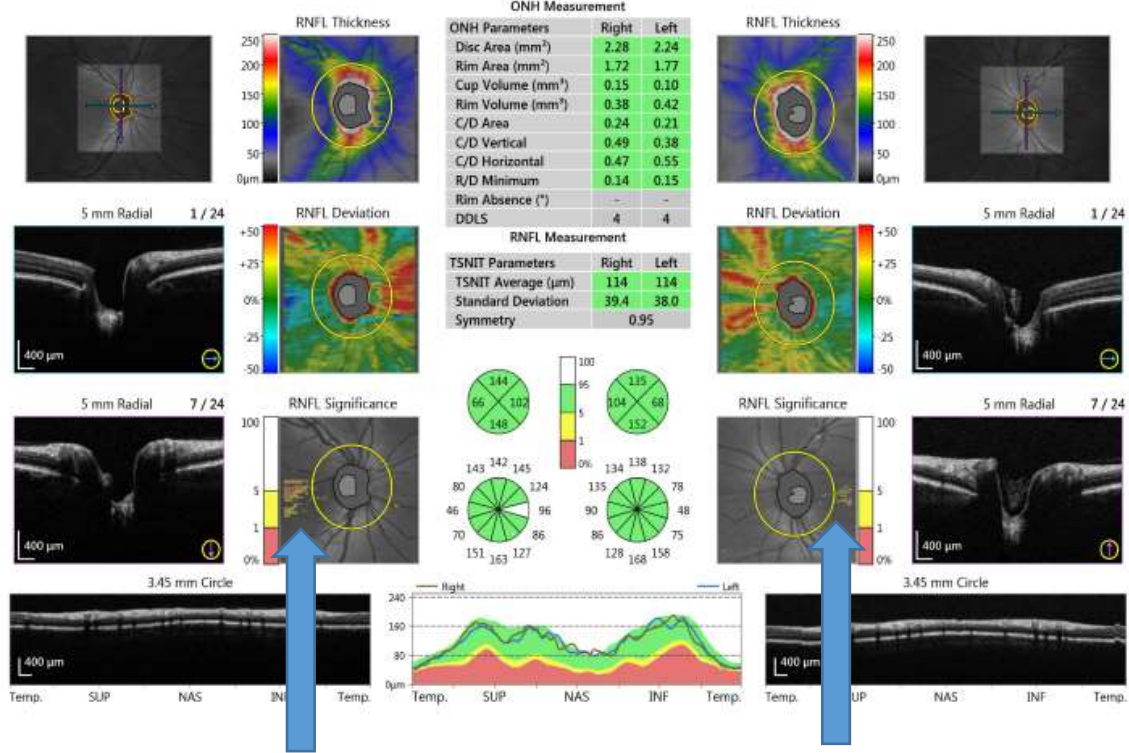 ONH Measurement
ONH Parameters Right Left
Disc Area (mm²) 2.28 2.24
Rim Area (mm²) 1.72 1.77
Cup Volume (mm³) 0.15 0.10
Rim Volume (mm³) 0.38 0.42
C/D Area 0.24 0.21
C/D Vertical 0.49 0.38
C/D Horizontal 0.47 0.55
R/D Minimum 0.14 0.15
Rim Absence (°) - -
DDLS 4 4
RNFL Measurement
TSNIT Parameters Right Left
TSNIT Average (µm) 114 114
Standard Deviation 39.4 38.0
Symmetry 0.95
RNFL Thickness
250
200
150
100
50
0µm
5 mm Radial 1 / 24
400 µm
RNFL Deviation
+50
+25
0%
-25
-50
5 mm Radial 7 / 24
400 µm
RNFL Significance
100
5
1
0%
3.45 mm Circle
400 µm
Temp. SUP NAS INF Temp.
144
66 102
148
100
95
5
1
0%
135
104 68
152
142
143 145
80 124
46 96
70 86
151 127
163
138
134 132
135 78
90 48
86 75
128 158
168
Right Left
240
160
80
0µm
Temp. SUP NAS INF Temp.
RNFL Thickness
250
200
150
100
50
0µm
RNFL Deviation
+50
+25
0%
-25
-50
5 mm Radial 1 / 24
400 µm
RNFL Significance
100
5
1
0%
5 mm Radial 7 / 24
400 µm
3.45 mm Circle
400 µm
UP NAS INF Temp.